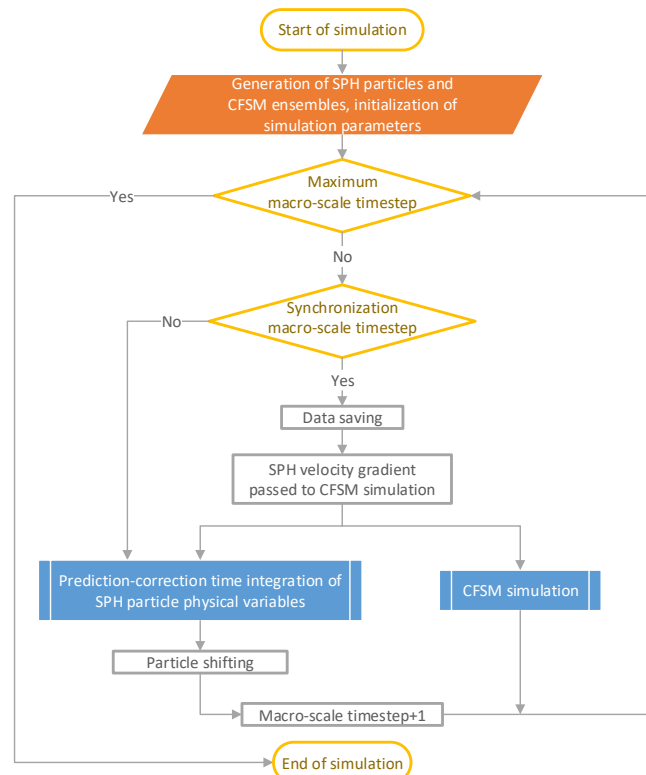 Start of simulation
Generation of SPH particles and
CFSM ensembles, initialization of
simulation parameters
Maximum
macro-scale timestep
Yes
No
Synchronization
macro-scale timestep
No
Yes
Data saving
SPH velocity gradient
passed to CFSM simulation
Prediction-correction time integration of
SPH particle physical variables
CFSM simulation
Particle shifting
Macro-scale timestep+1
End of simulation